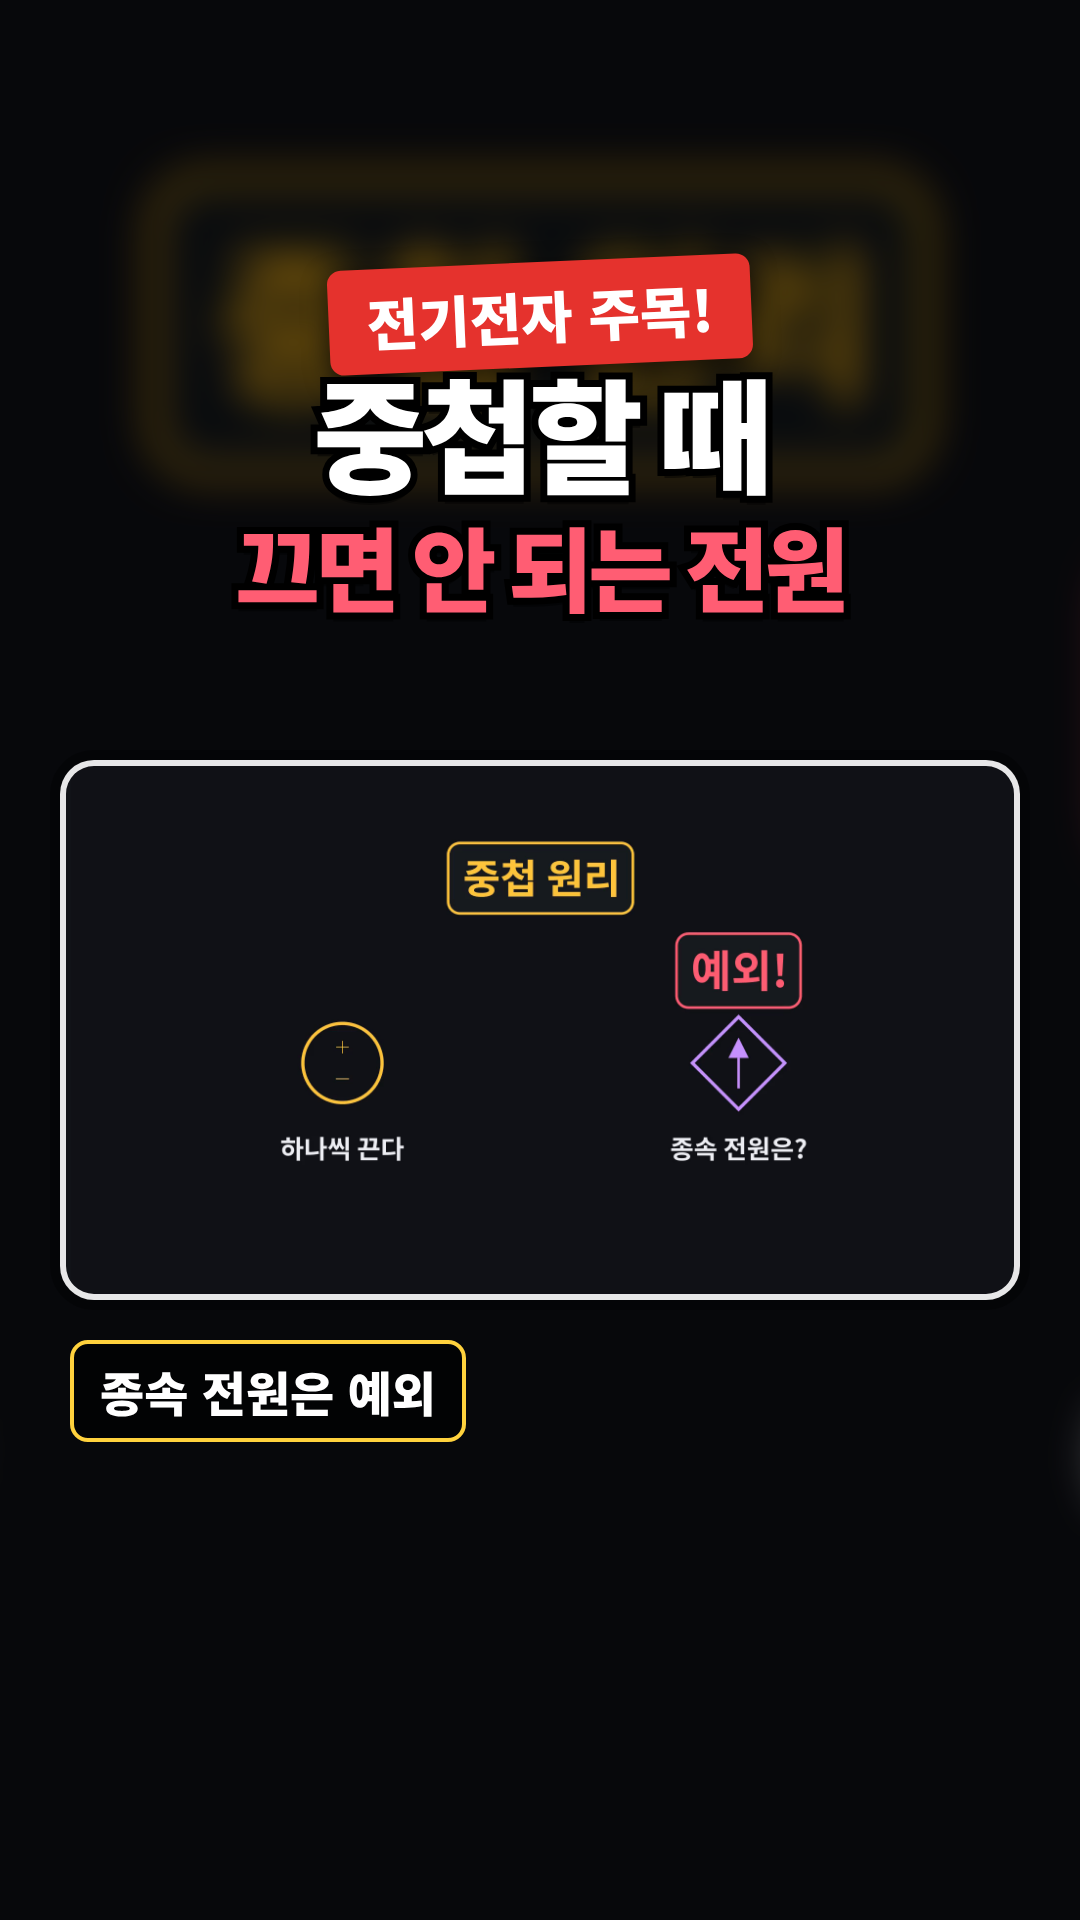 전기전자 주목!
중첩할 때
끄면 안 되는 전원
중첩 원리
예외!
+
−
하나씩 끈다
종속 전원은?
종속 전원은 예외